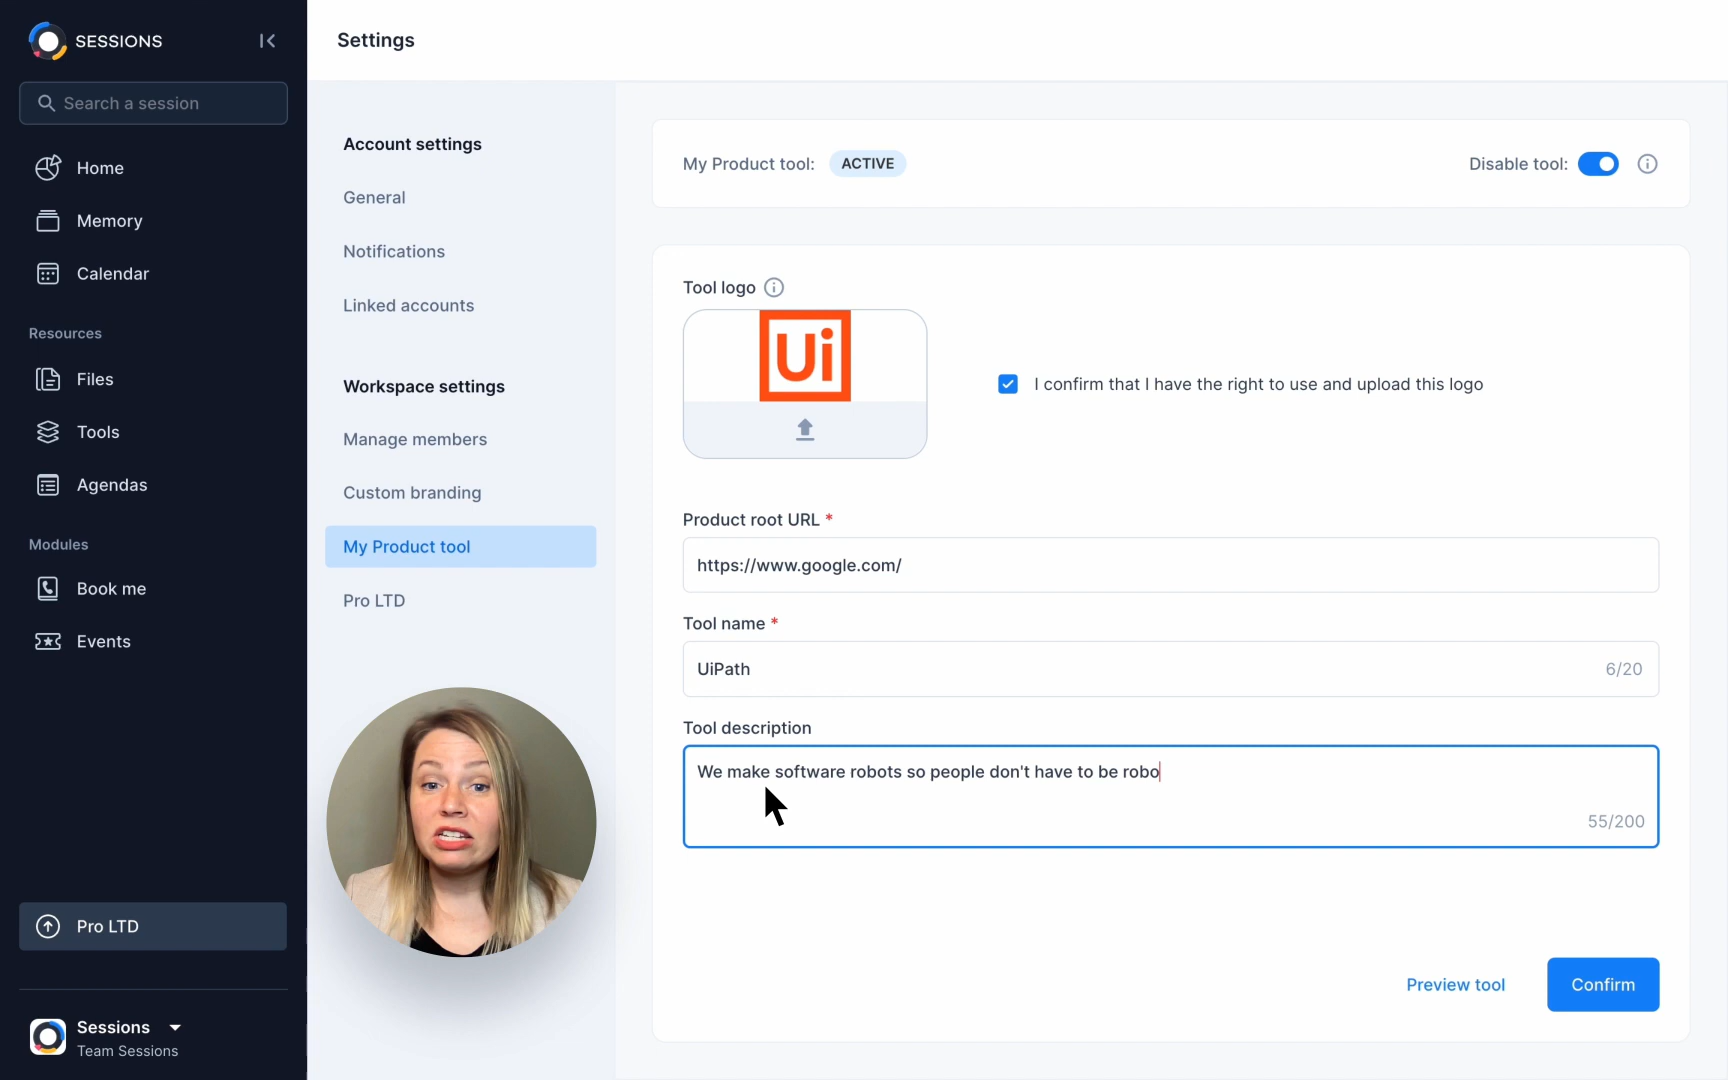 SESSIONS
Search a session
Home
Memory
Calendar
Resources
Files
Tools
Agendas
Modules
Book me
Events
Pro LTD
Sessions
Team Sessions
Settings
Account settings
General
Notifications
Linked accounts
Workspace settings
Manage members
Custom branding
My Product tool
Pro LTD
My Product tool: ACTIVE
Disable tool:
Tool logo
Ui
I confirm that I have the right to use and upload this logo
Product root URL *
https://www.google.com/
Tool name *
UiPath 6/20
Tool description
We make software robots so people don't have to be robo
55/200
Preview tool
Confirm